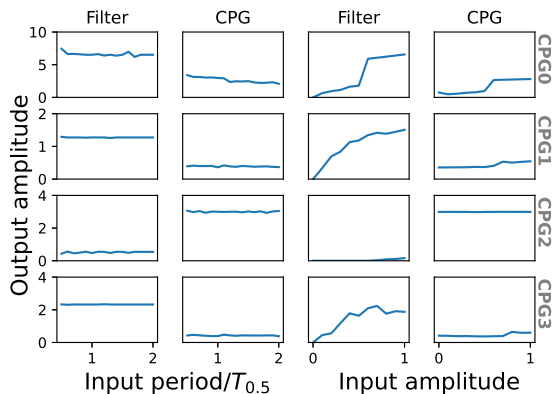 Filter CPG Filter CPG
Output amplitude
10
5
0
CPG0
2
1
0
CPG1
4
2
0
CPG2
4
2
0
CPG3
1 2 1 2 0 1 0 1
Input period/T0.5 Input amplitude